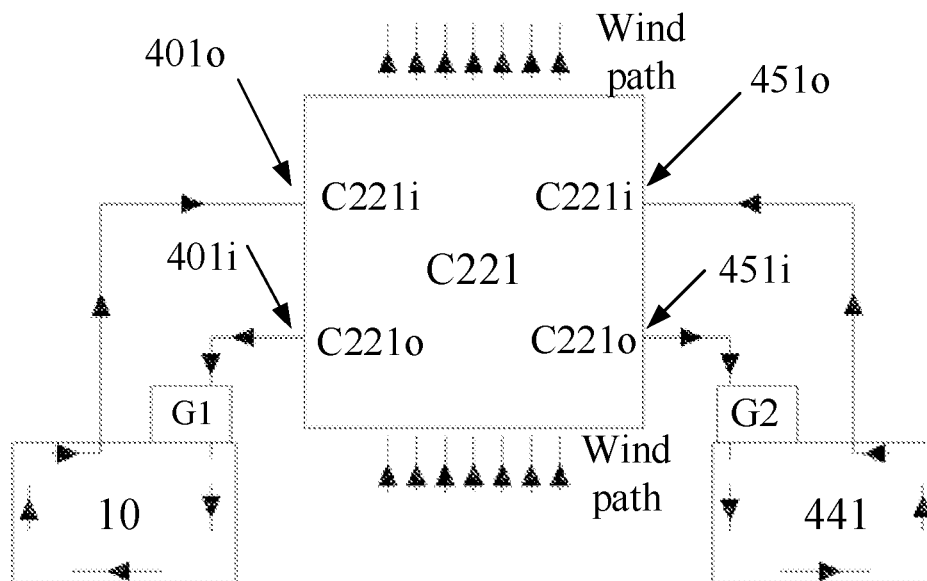 Wind
path
401o
451o
C221i
C221i
401i
451i
C221
C221o
C221o
G1
G2
Wind
path
10
441